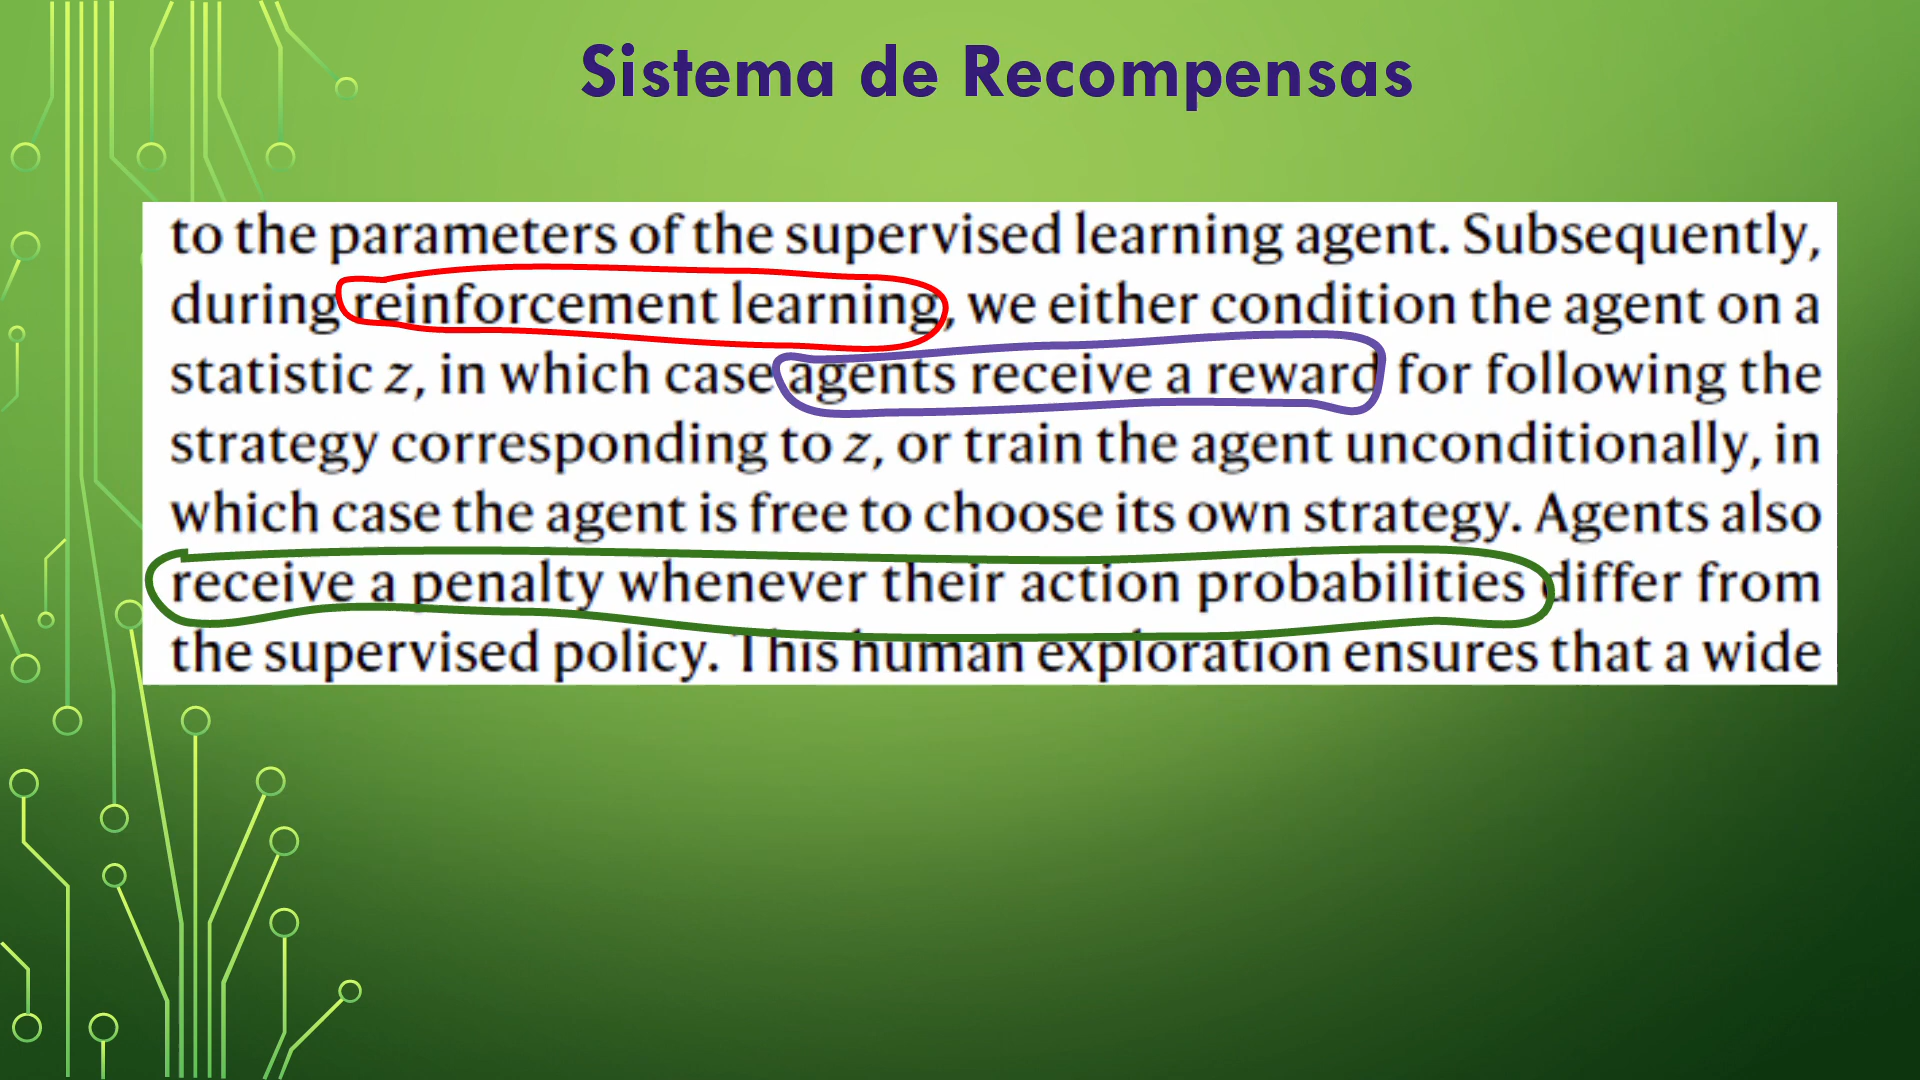 Sistema de Recompensas
to the parameters of the supervised learning agent. Subsequently,
during reinforcement learning, we either condition the agent on a
statistic z, in which case agents receive a reward for following the
strategy corresponding to z, or train the agent unconditionally, in
which case the agent is free to choose its own strategy. Agents also
receive a penalty whenever their action probabilities differ from
the supervised policy. This human exploration ensures that a wide